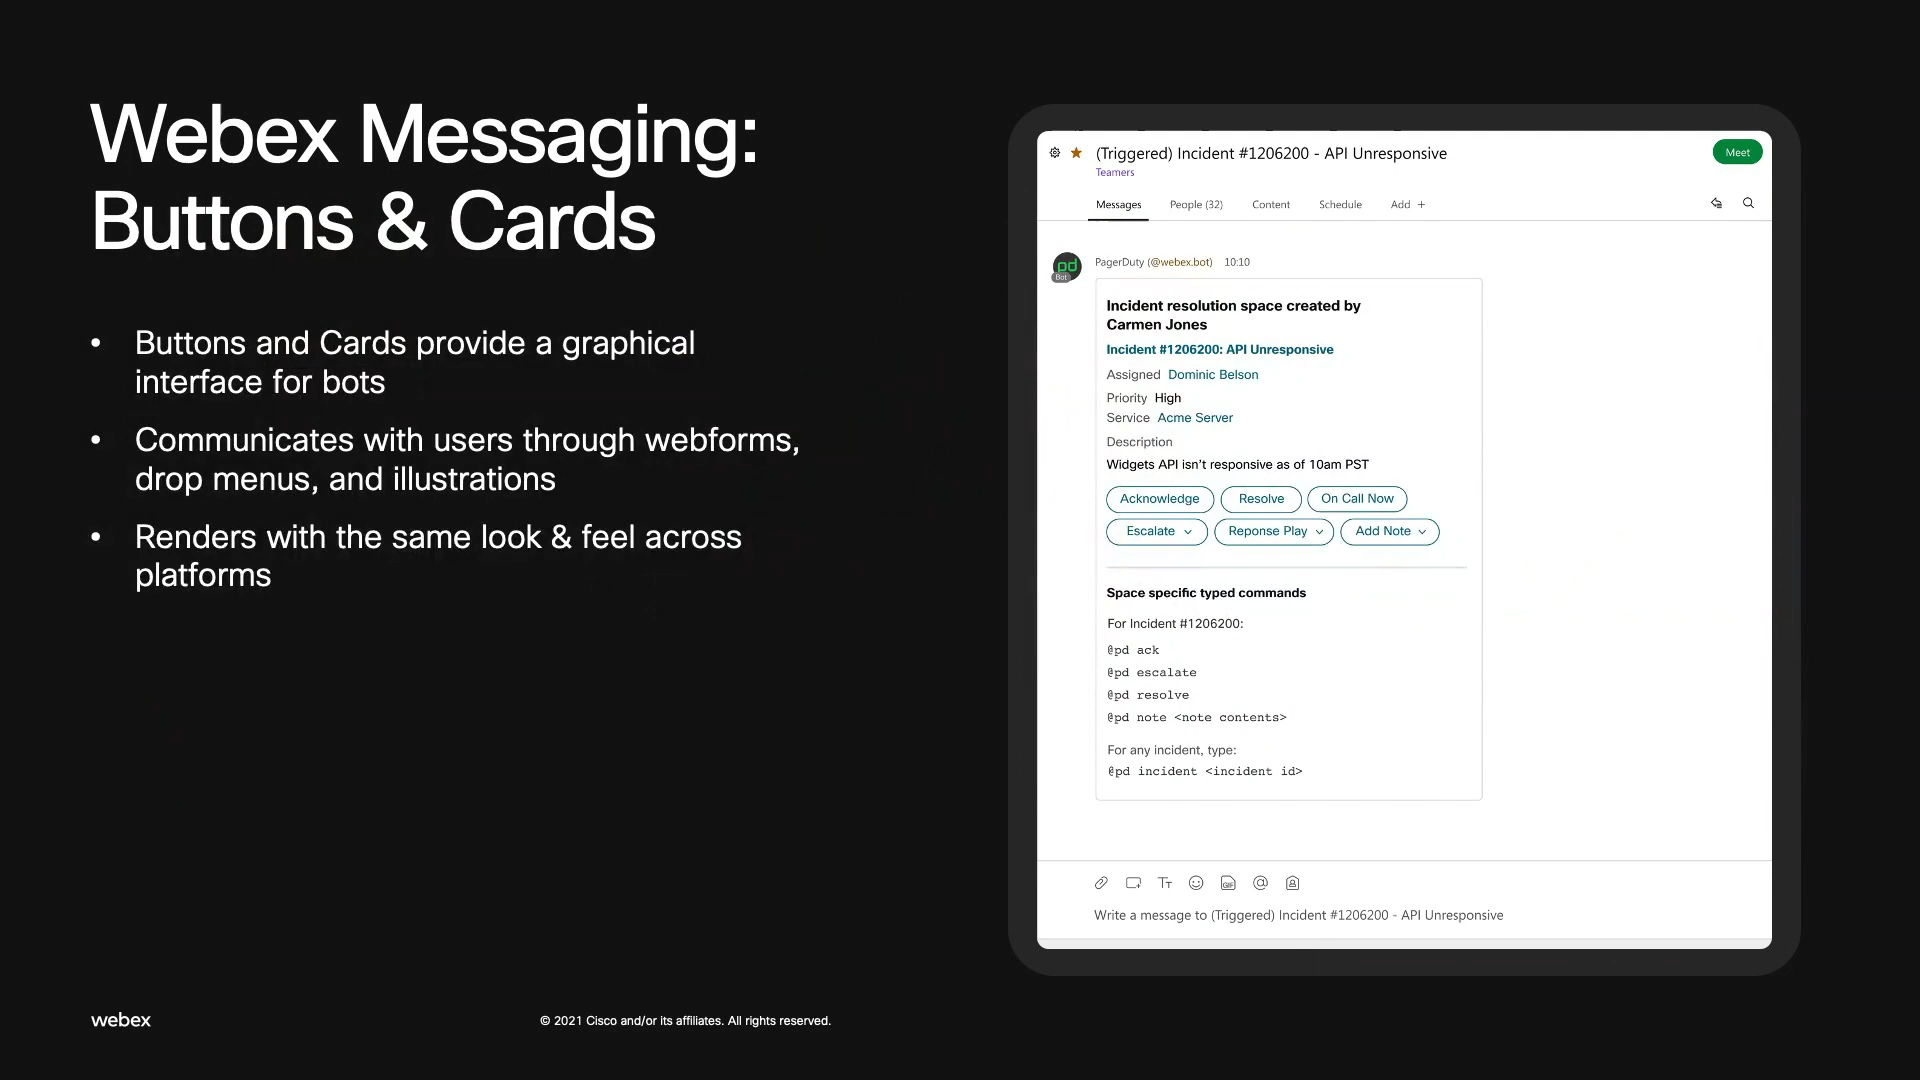 Webex Messaging:
Buttons & Cards
• Buttons and Cards provide a graphical
interface for bots
• Communicates with users through webforms,
drop menus, and illustrations
• Renders with the same look & feel across
platforms
(Triggered) Incident #1206200 - API Unresponsive
Meet
Teamers
Messages People (32) Content Schedule Add +
pd
Bot
PagerDuty (@webex.bot) 10:10
Incident resolution space created by
Carmen Jones
Incident #1206200: API Unresponsive
Assigned Dominic Belson
Priority High
Service Acme Server
Description
Widgets API isn't responsive as of 10am PST
Acknowledge Resolve On Call Now
Escalate Reponse Play Add Note
Space specific typed commands
For Incident #1206200:
@pd ack
@pd escalate
@pd resolve
@pd note <note contents>
For any incident, type:
@pd incident <incident id>
GIF
Write a message to (Triggered) Incident #1206200 - API Unresponsive
webex
© 2021 Cisco and/or its affiliates. All rights reserved.